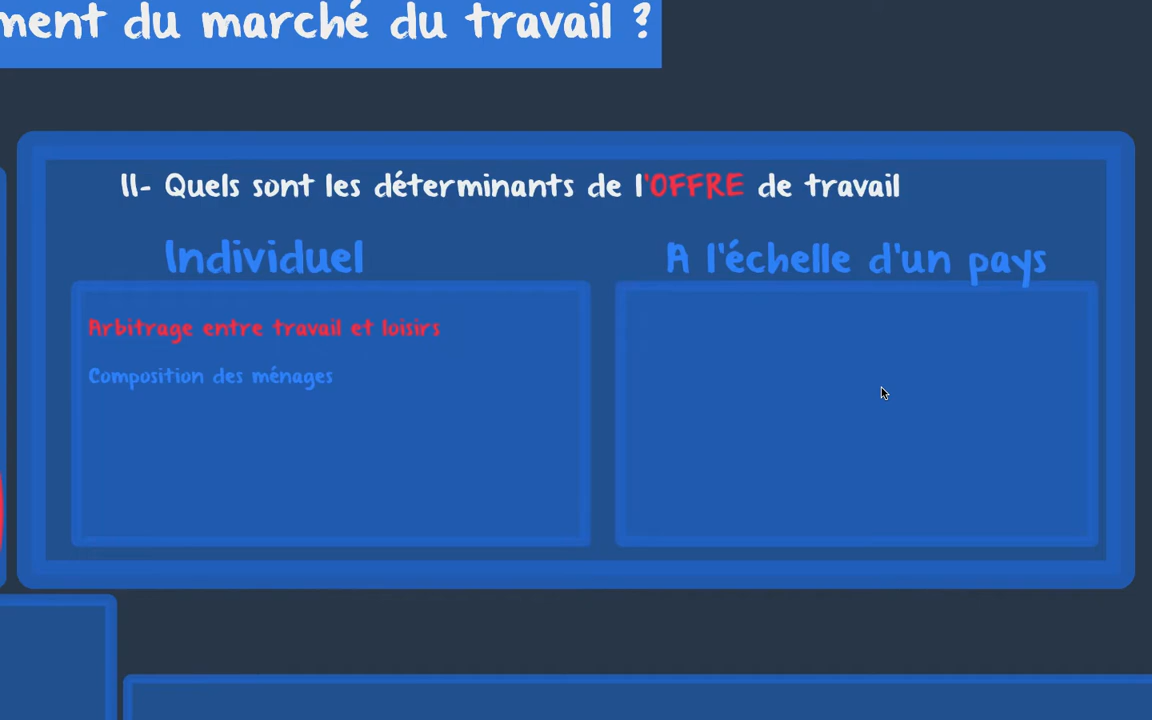 ment du marché du travail ?
II- Quels sont les déterminants de l'OFFRE de travail
Individuel
A l'échelle d'un pays
Arbitrage entre travail et loisirs
Composition des ménages